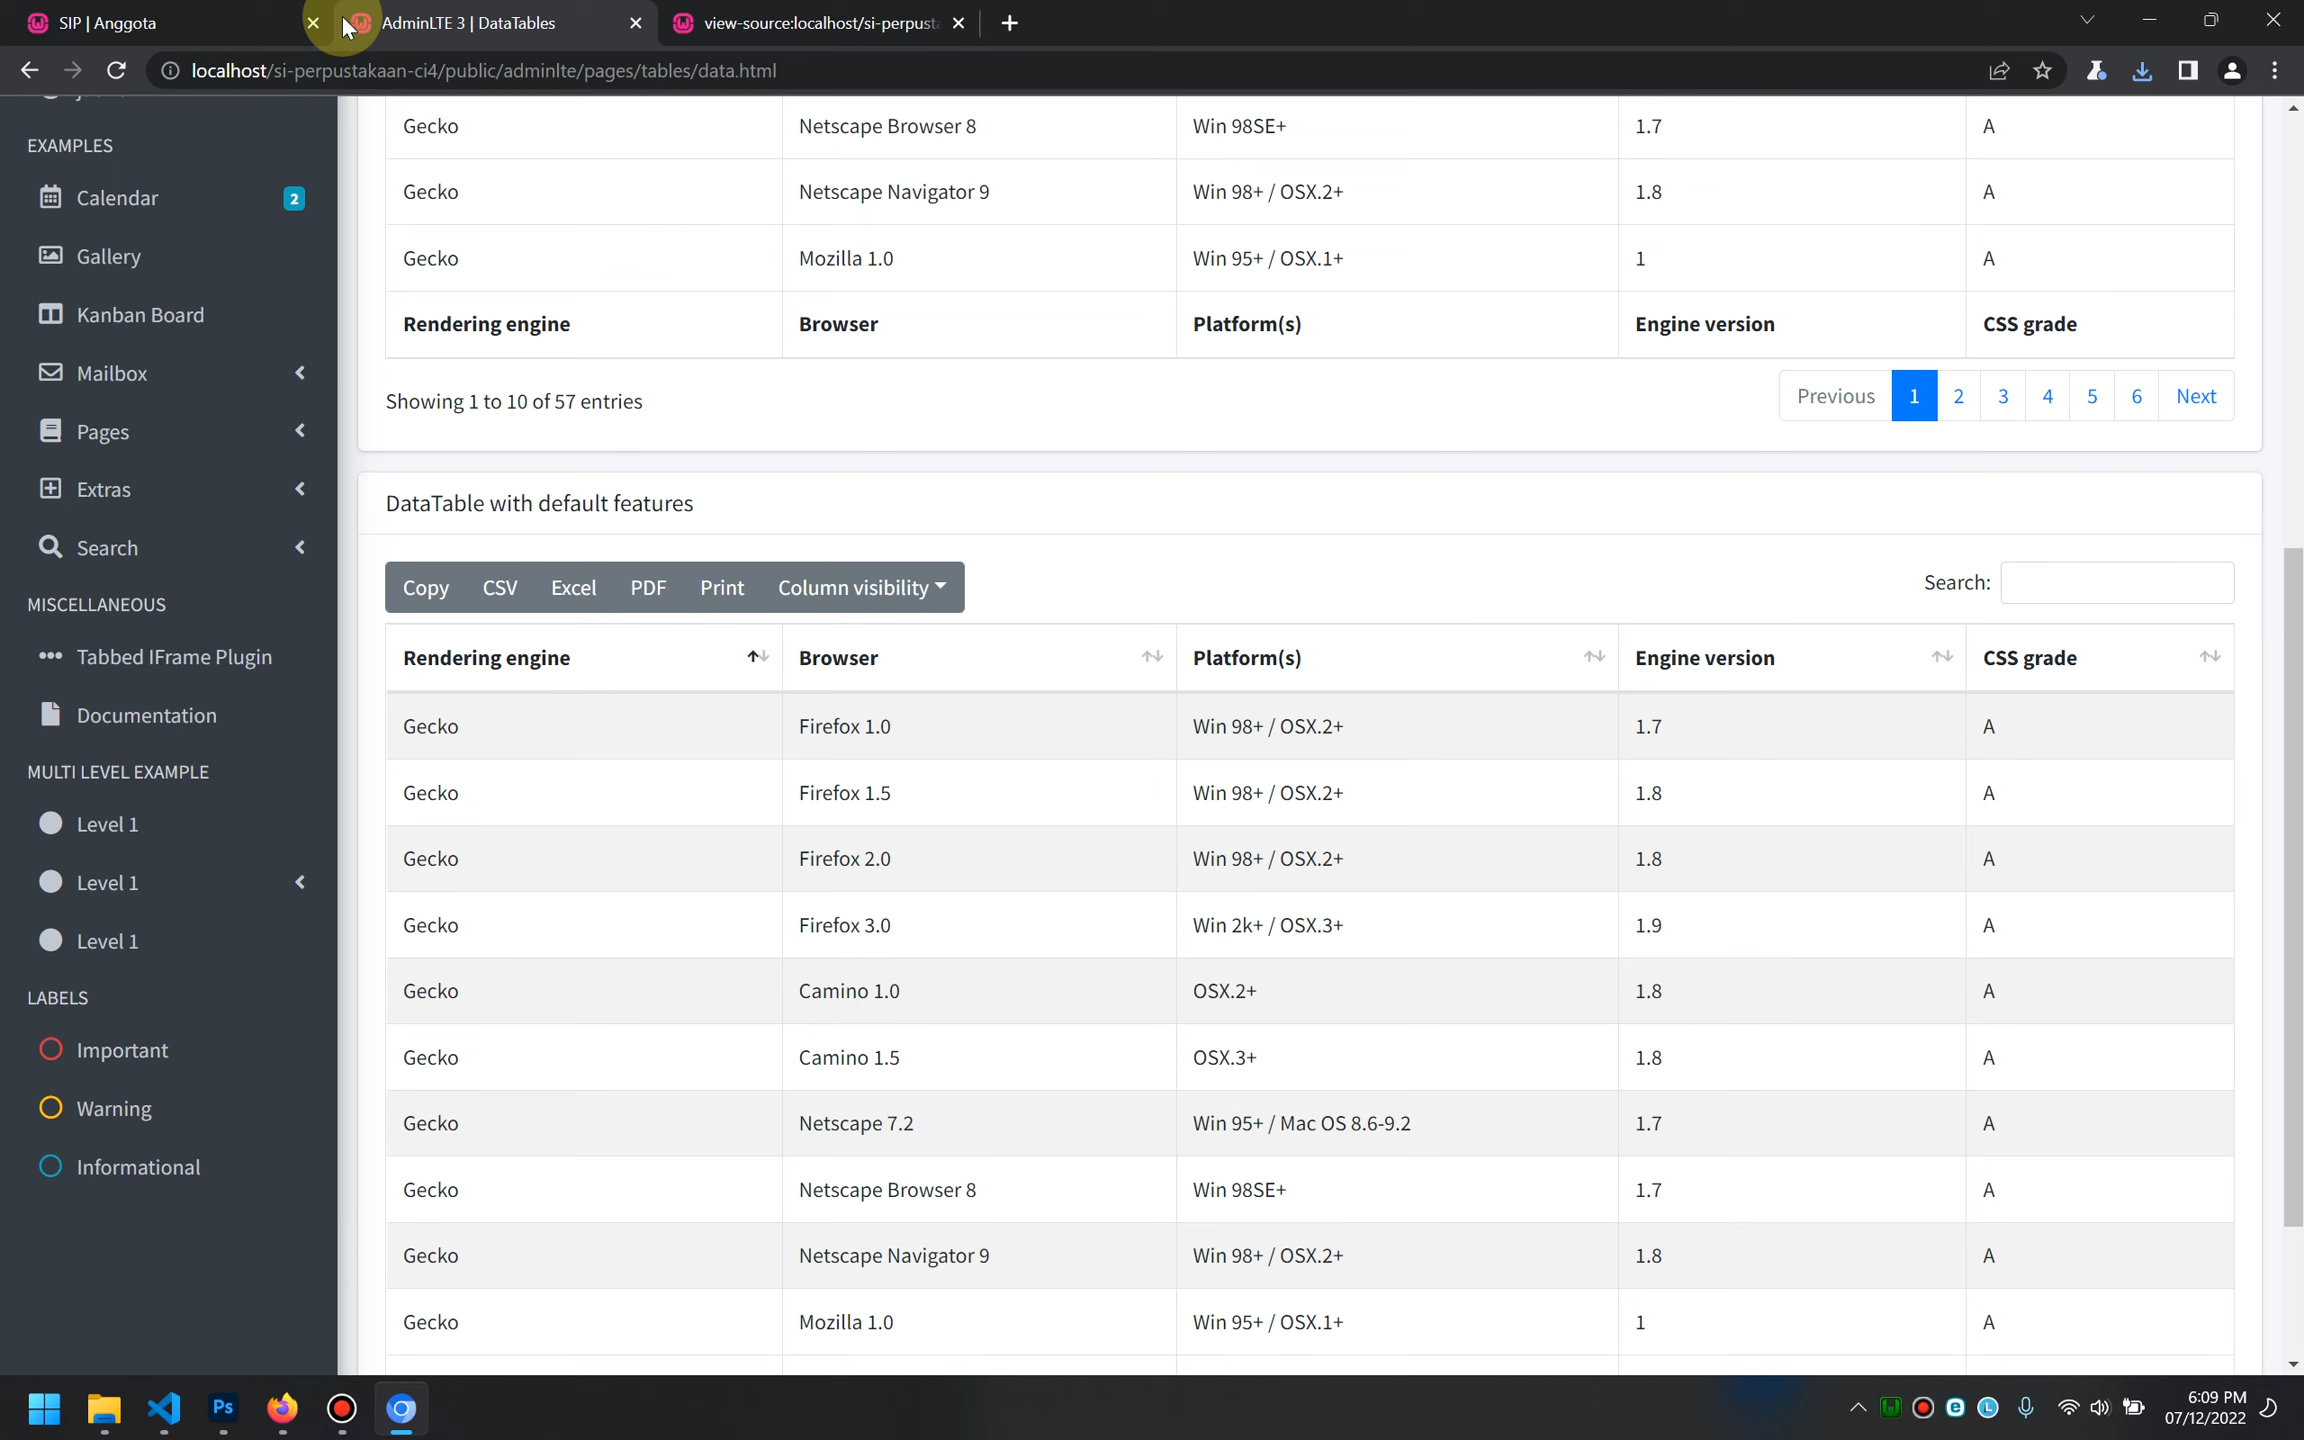 SIP | Anggota
AdminLTE 3 | DataTables
view-source:localhost/si-perpust
localhost/si-perpustakaan-ci4/public/adminlte/pages/tables/data.html
EXAMPLES
Calendar 2
Gallery
Kanban Board
Mailbox
Pages
Extras
Search
MISCELLANEOUS
Tabbed IFrame Plugin
Documentation
MULTI LEVEL EXAMPLE
Level 1
Level 1
Level 1
LABELS
Important
Warning
Informational
Gecko Netscape Browser 8 Win 98SE+ 1.7 A
Gecko Netscape Navigator 9 Win 98+ / OSX.2+ 1.8 A
Gecko Mozilla 1.0 Win 95+ / OSX.1+ 1 A
Rendering engine Browser Platform(s) Engine version CSS grade
Showing 1 to 10 of 57 entries
Previous 1 2 3 4 5 6 Next
DataTable with default features
Copy CSV Excel PDF Print Column visibility
Search:
Rendering engine Browser Platform(s) Engine version CSS grade
Gecko Firefox 1.0 Win 98+ / OSX.2+ 1.7 A
Gecko Firefox 1.5 Win 98+ / OSX.2+ 1.8 A
Gecko Firefox 2.0 Win 98+ / OSX.2+ 1.8 A
Gecko Firefox 3.0 Win 2k+ / OSX.3+ 1.9 A
Gecko Camino 1.0 OSX.2+ 1.8 A
Gecko Camino 1.5 OSX.3+ 1.8 A
Gecko Netscape 7.2 Win 95+ / Mac OS 8.6-9.2 1.7 A
Gecko Netscape Browser 8 Win 98SE+ 1.7 A
Gecko Netscape Navigator 9 Win 98+ / OSX.2+ 1.8 A
Gecko Mozilla 1.0 Win 95+ / OSX.1+ 1 A
Ps
6:09 PM
07/12/2022